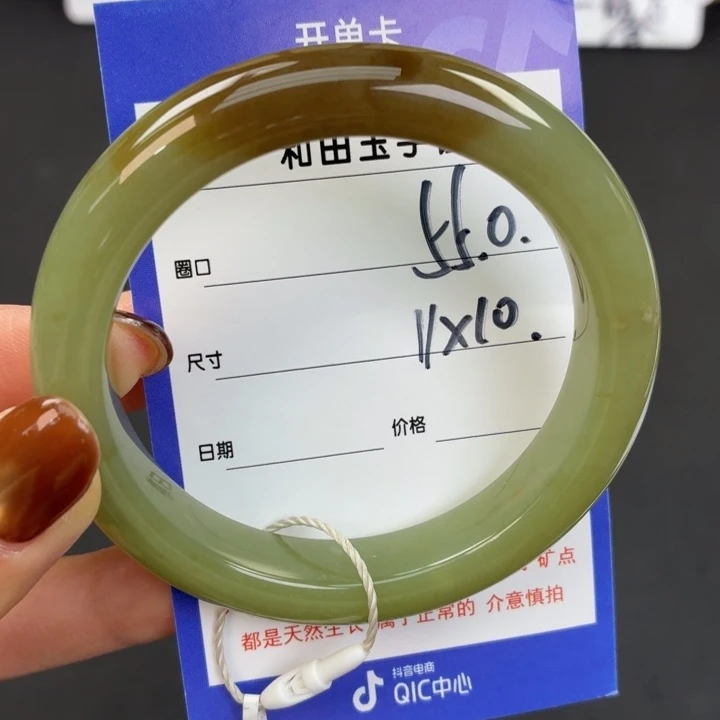 开单卡
和田玉手
圈口 55.0.
尺寸 11x10.
日期 价格
矿点
都是天然生长 属于正常的 介意慎拍
抖音电商
QIC中心